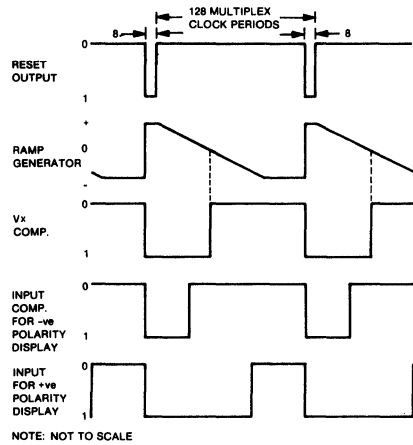 128 MULTIPLEX
CLOCK PERIODS
8
8
RESET
OUTPUT
0
1
RAMP
GENERATOR
+
0
-
Vx
COMP.
0
1
INPUT
COMP.
FOR -ve
POLARITY
DISPLAY
0
1
INPUT
FOR +ve
POLARITY
DISPLAY
0
1
NOTE: NOT TO SCALE